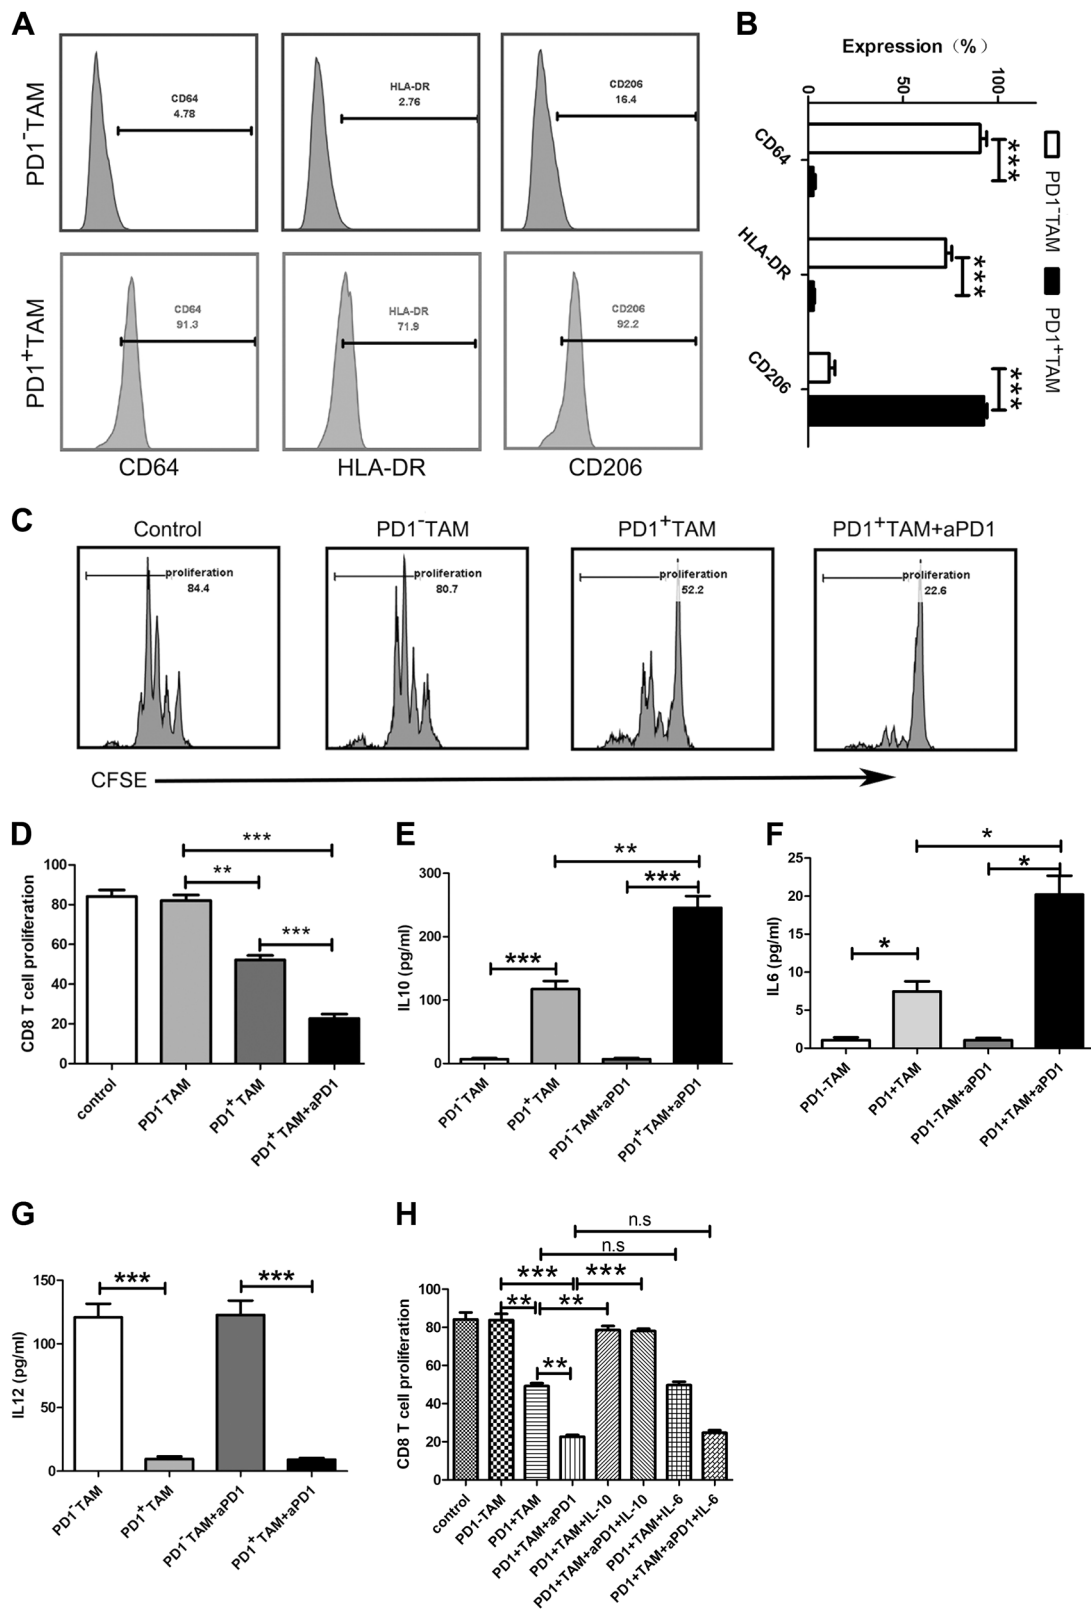 A
PD1-TAM
CD64
4.78
HLA-DR
2.76
CD206
16.4
PD1+TAM
CD64
91.3
HLA-DR
71.9
CD206
92.2
CD64
HLA-DR
CD206
B
Expression (%)
0
50
100
CD64
HLA-DR
CD206
***
***
***
PD1-TAM
PD1+TAM
C
Control
PD1-TAM
PD1+TAM
PD1+TAM+aPD1
proliferation
84.4
proliferation
80.7
proliferation
52.2
proliferation
22.6
CFSE
D
CD8 T cell proliferation
100
80
60
40
20
0
***
**
***
control
PD1-TAM
PD1+TAM
PD1+TAM+aPD1
E
IL10 (pg/ml)
300
200
100
0
**
***
***
PD1-TAM
PD1+TAM
PD1-TAM+aPD1
PD1+TAM+aPD1
F
IL6 (pg/ml)
25
20
15
10
5
0
*
*
*
PD1-TAM
PD1+TAM
PD1-TAM+aPD1
PD1+TAM+aPD1
G
IL12 (pg/ml)
150
100
50
0
***
***
PD1-TAM
PD1+TAM
PD1-TAM+aPD1
PD1+TAM+aPD1
H
CD8 T cell proliferation
100
80
60
40
20
0
n.s
n.s
***
***
**
**
**
control
PD1-TAM
PD1+TAM
PD1+TAM+aPD1
PD1+TAM+IL-10
PD1+TAM+aPD1+IL-10
PD1+TAM+IL-6
PD1+TAM+aPD1+IL-6